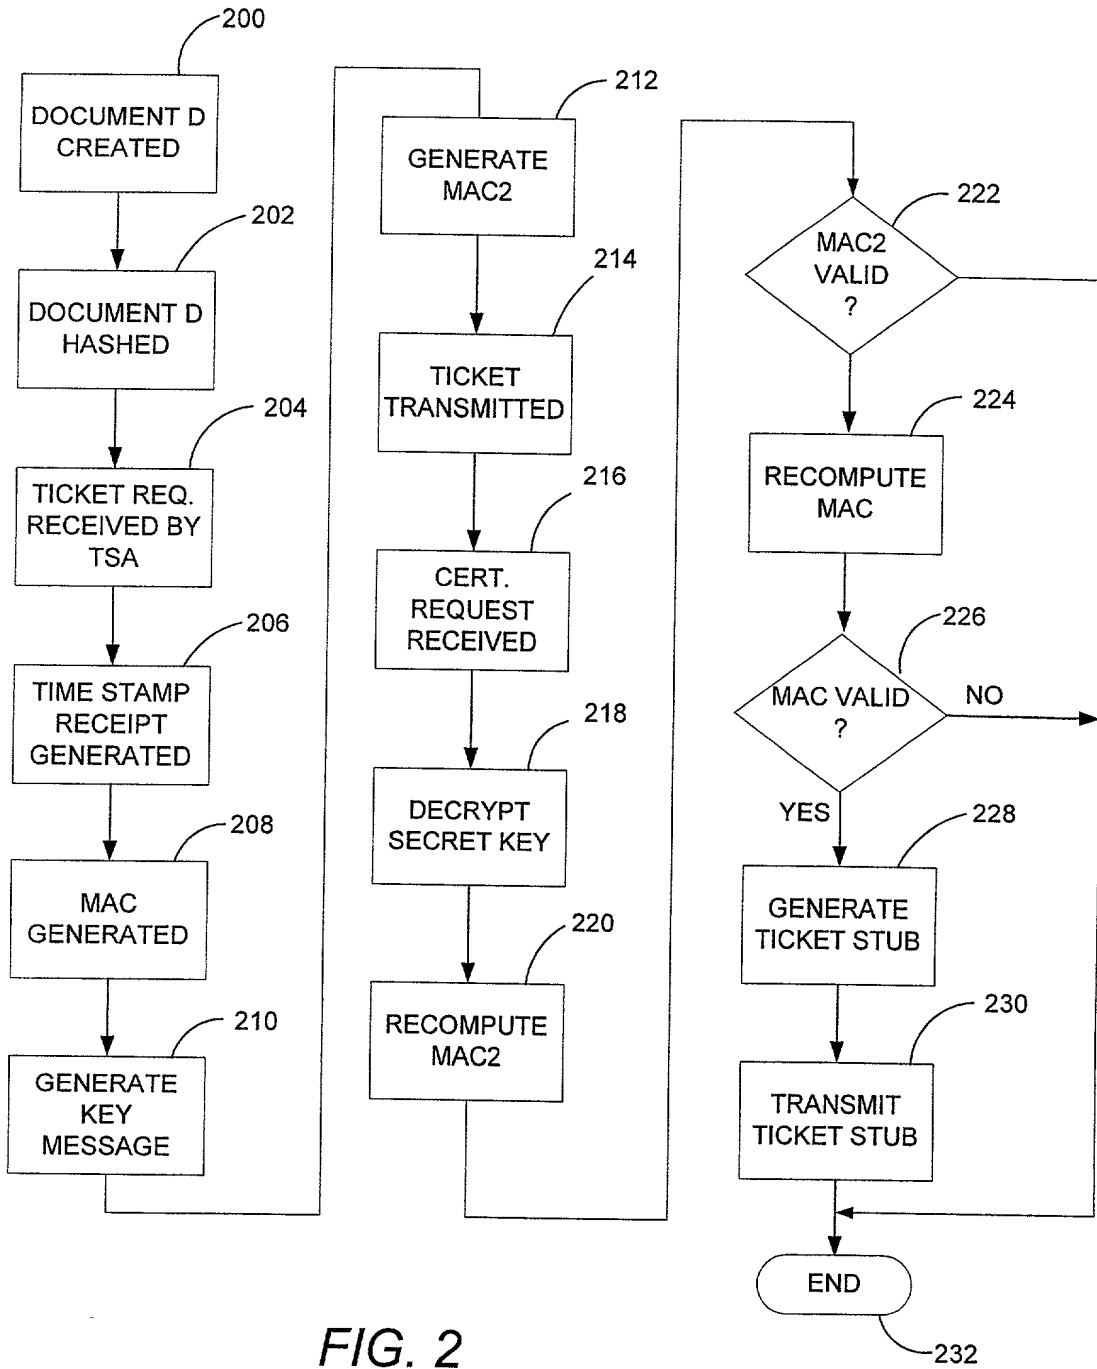 200
DOCUMENT D
CREATED
202
DOCUMENT D
HASHED
204
TICKET REQ.
RECEIVED BY
TSA
206
TIME STAMP
RECEIPT
GENERATED
208
MAC
GENERATED
210
GENERATE
KEY
MESSAGE
212
GENERATE
MAC2
214
TICKET
TRANSMITTED
216
CERT.
REQUEST
RECEIVED
218
DECRYPT
SECRET KEY
220
RECOMPUTE
MAC2
222
MAC2
VALID
?
224
RECOMPUTE
MAC
226
MAC VALID
?
NO
YES
228
GENERATE
TICKET STUB
230
TRANSMIT
TICKET STUB
END
232
FIG. 2